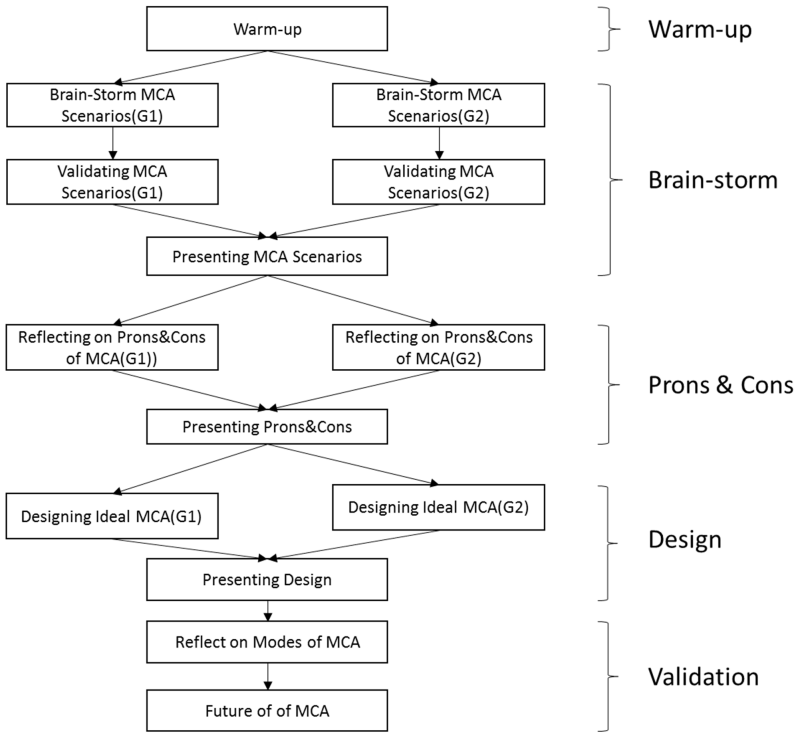 Warm-up
Warm-up
Brain-Storm MCA
Scenarios(G1)
Brain-Storm MCA
Scenarios(G2)
Validating MCA
Scenarios(G1)
Validating MCA
Scenarios(G2)
Brain-storm
Presenting MCA Scenarios
Reflecting on Prons&Cons
of MCA(G1))
Reflecting on Prons&Cons
of MCA(G2)
Prons & Cons
Presenting Prons&Cons
Designing Ideal MCA(G1)
Designing Ideal MCA(G2)
Design
Presenting Design
Reflect on Modes of MCA
Validation
Future of of MCA